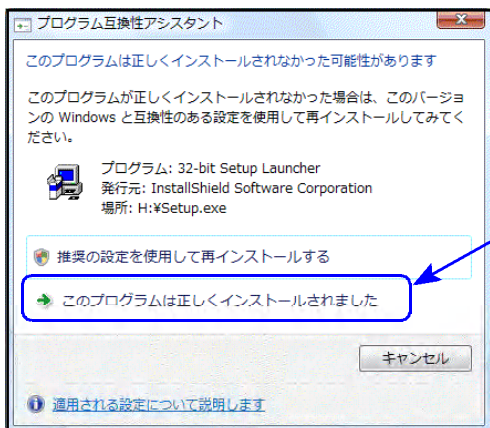 プログラム互換性アシスタント
このプログラムは正しくインストールされなかった可能性があります
このプログラムが正しくインストールされなかった場合は、このバージョ
ンの Windows と互換性のある設定を使用して再インストールしてみてく
ださい。
プログラム: 32-bit Setup Launcher
発行元: InstallShield Software Corporation
場所: H:¥Setup.exe
推奨の設定を使用して再インストールする
このプログラムは正しくインストールされました
キャンセル
適用される設定について説明します